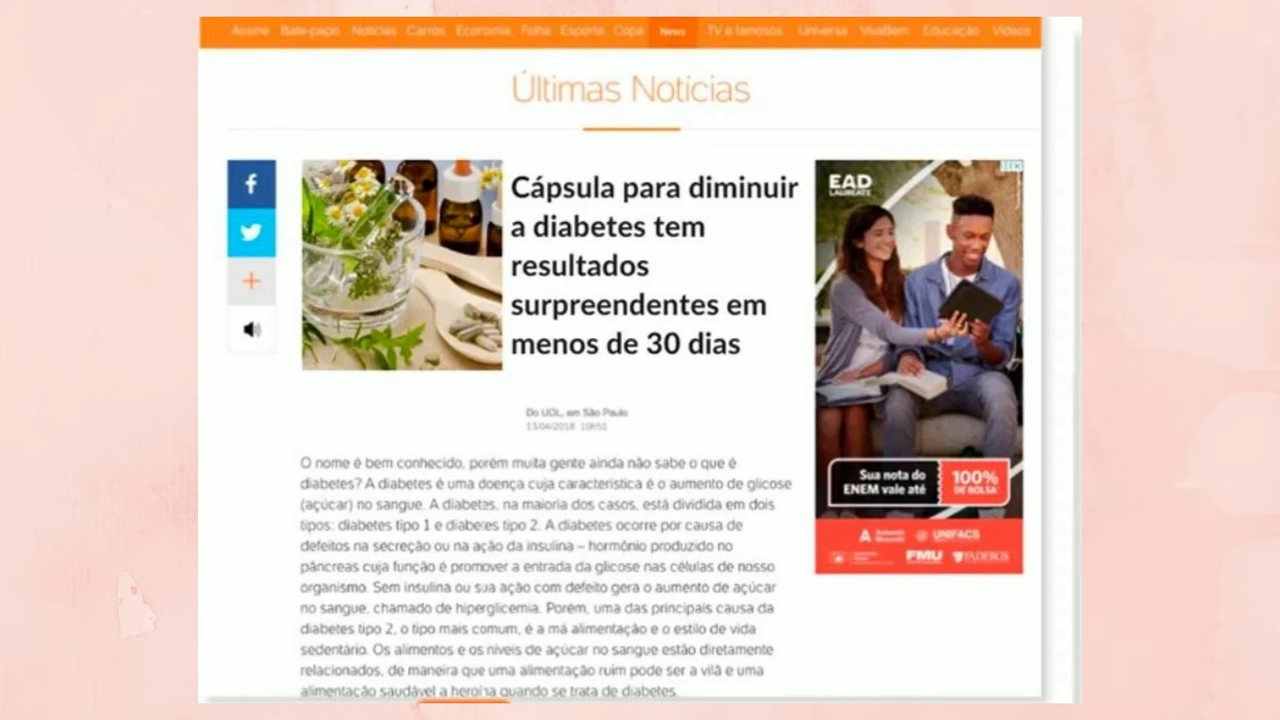 Assine Bate-papo Notícias Carros Economia Folha Esporte Copa News TV e famosos Universa VivaBem Educação Vídeos
Últimas Notícias
Cápsula para diminuir
a diabetes tem
resultados
surpreendentes em
menos de 30 dias
Do UOL, em São Paulo
13/04/2018 10h51
O nome é bem conhecido, porém muita gente ainda não sabe o que é
diabetes? A diabetes é uma doença cuja característica é o aumento de glicose
(açúcar) no sangue. A diabetes, na maioria dos casos, está dividida em dois
tipos: diabetes tipo 1 e diabetes tipo 2. A diabetes ocorre por causa de
defeitos na secreção ou na ação da insulina – hormônio produzido no
pâncreas cuja função é promover a entrada da glicose nas células de nosso
organismo. Sem insulina ou sua ação com defeito gera o aumento de açúcar
no sangue, chamado de hiperglicemia. Porém, uma das principais causa da
diabetes tipo 2, o tipo mais comum, é a má alimentação e o estilo de vida
sedentário. Os alimentos e os níveis de açúcar no sangue estão diretamente
relacionados, de maneira que uma alimentação ruim pode ser a vilã e uma
alimentação saudável a heroína quando se trata de diabetes.
EAD
LAUREATE
Sua nota do
ENEM vale até
100%
DE BOLSA*
UNIFACS
FMU FADERGS